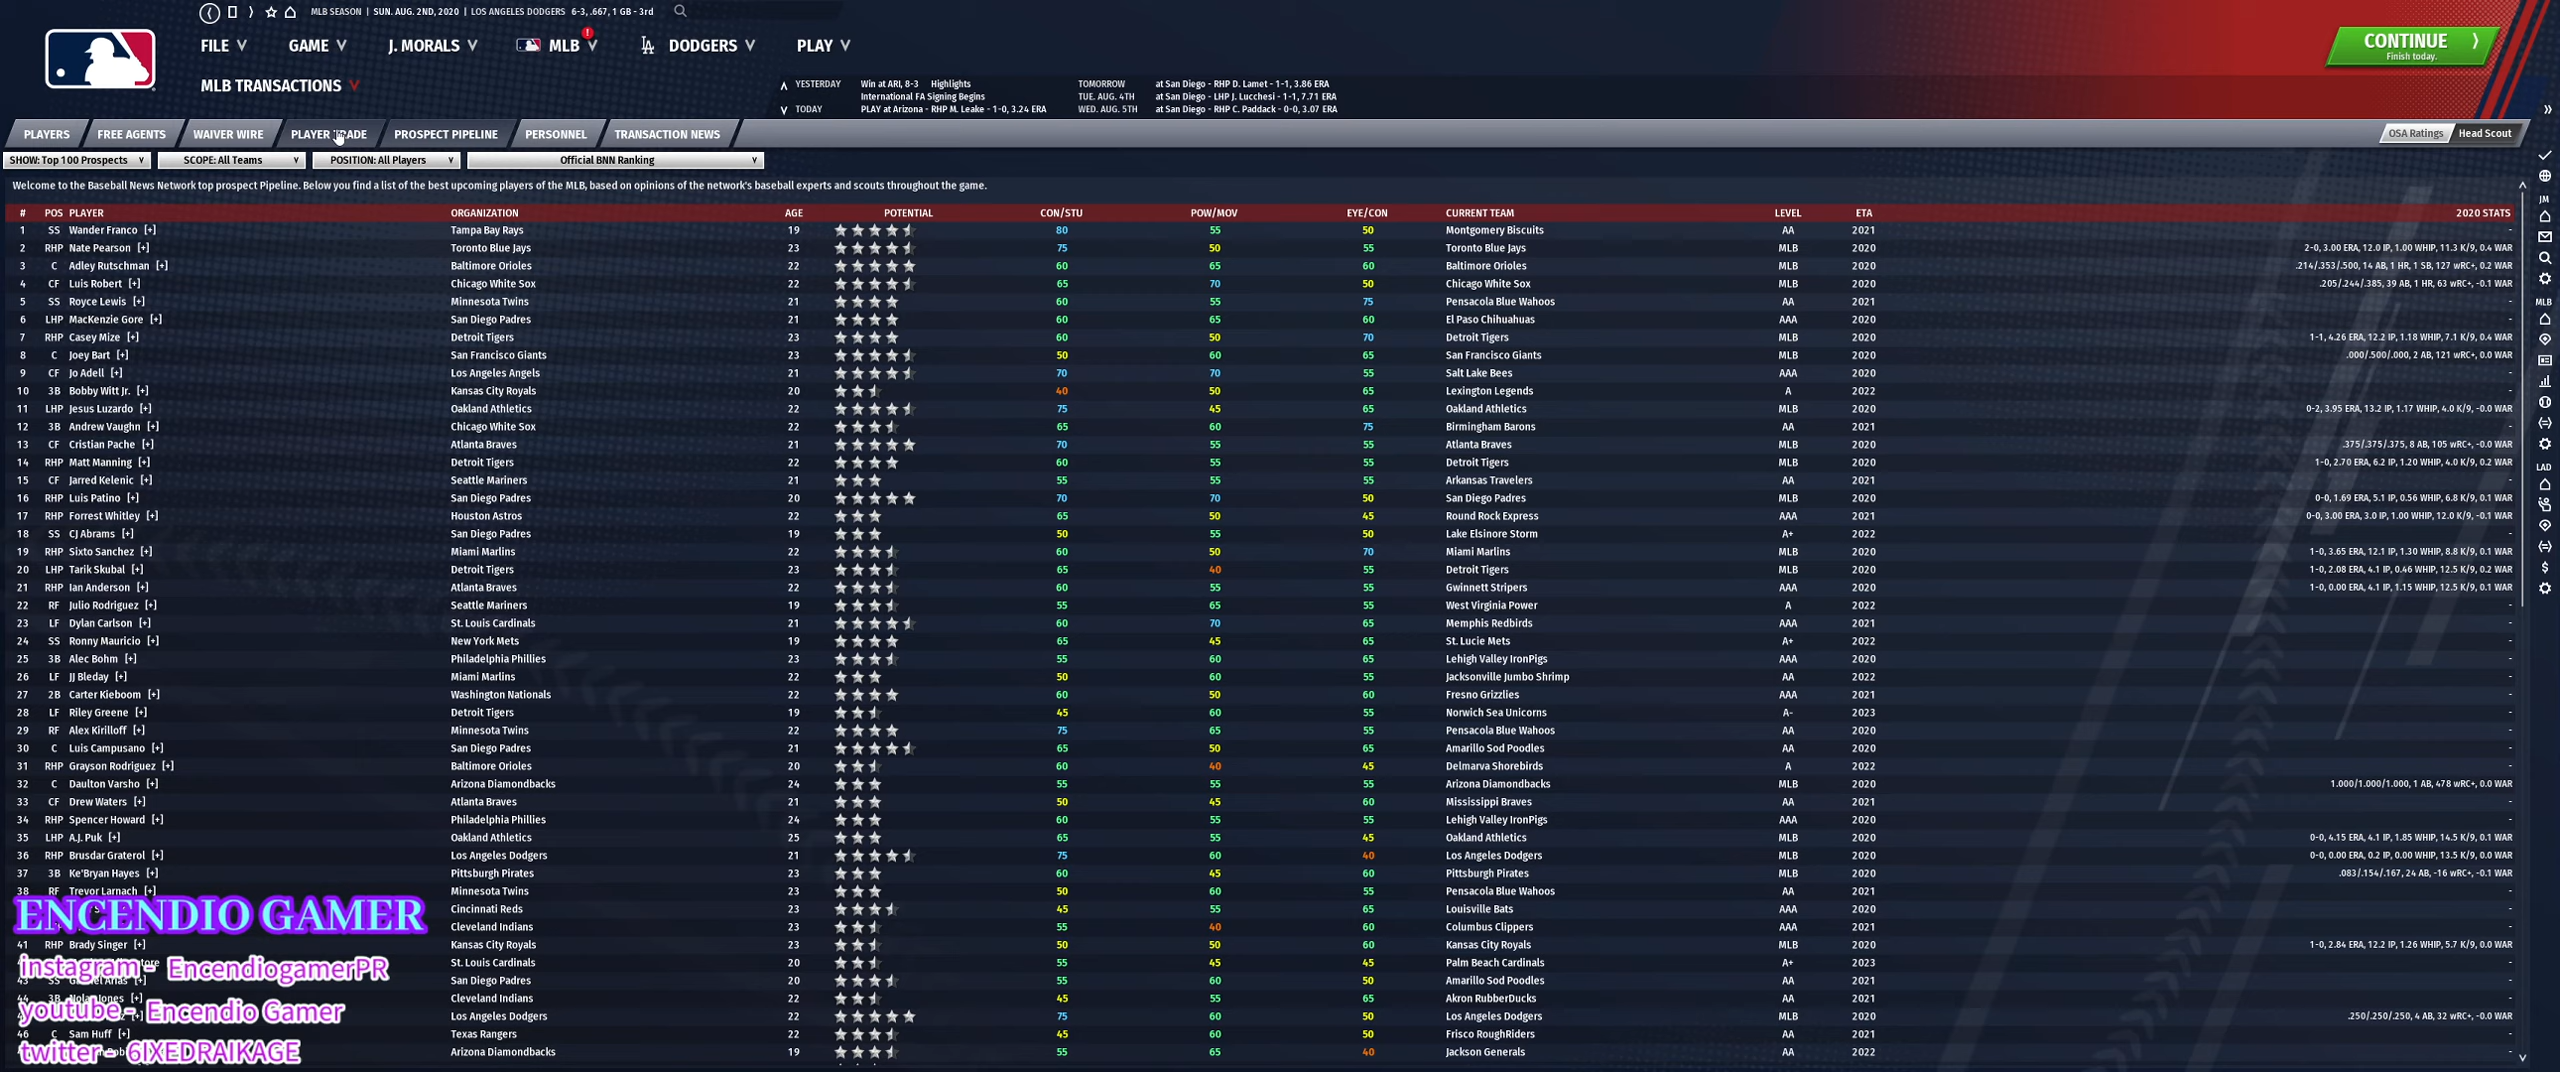 MLB SEASON | SUN. AUG. 2ND, 2020 | LOS ANGELES DODGERS 6-3, .667, 1 GB - 3rd
FILE GAME J. MORALS MLB DODGERS PLAY
CONTINUE
Finish today.
MLB TRANSACTIONS
YESTERDAY Win at ARI, 8-3 Highlights TOMORROW at San Diego - RHP D. Lamet - 1-1, 3.86 ERA
International FA Signing Begins TUE. AUG. 4TH at San Diego - LHP J. Lucchesi - 1-1, 7.71 ERA
TODAY PLAY at Arizona - RHP M. Leake - 1-0, 3.24 ERA WED. AUG. 5TH at San Diego - RHP C. Paddack - 0-0, 3.07 ERA
PLAYERS FREE AGENTS WAIVER WIRE PLAYER TRADE PROSPECT PIPELINE PERSONNEL TRANSACTION NEWS OSA Ratings Head Scout
SHOW: Top 100 Prospects SCOPE: All Teams POSITION: All Players Official BNN Ranking
Welcome to the Baseball News Network top prospect Pipeline. Below you find a list of the best upcoming players of the MLB, based on opinions of the network's baseball experts and scouts throughout the game.
# POS PLAYER ORGANIZATION AGE POTENTIAL CON/STU POW/MOV EYE/CON CURRENT TEAM LEVEL ETA 2020 STATS
1 SS Wander Franco [+] Tampa Bay Rays 19 80 55 50 Montgomery Biscuits AA 2021 -
2 RHP Nate Pearson [+] Toronto Blue Jays 23 75 50 55 Toronto Blue Jays MLB 2020 2-0, 3.00 ERA, 12.0 IP, 1.00 WHIP, 11.3 K/9, 0.4 WAR
3 C Adley Rutschman [+] Baltimore Orioles 22 60 65 60 Baltimore Orioles MLB 2020 .214/.353/.500, 14 AB, 1 HR, 1 SB, 127 wRC+, 0.2 WAR
4 CF Luis Robert [+] Chicago White Sox 22 65 70 50 Chicago White Sox MLB 2020 .205/.244/.385, 39 AB, 1 HR, 63 wRC+, -0.1 WAR
5 SS Royce Lewis [+] Minnesota Twins 21 60 55 75 Pensacola Blue Wahoos AA 2021 -
6 LHP MacKenzie Gore [+] San Diego Padres 21 60 65 60 El Paso Chihuahuas AAA 2020 -
7 RHP Casey Mize [+] Detroit Tigers 23 60 50 70 Detroit Tigers MLB 2020 1-1, 4.26 ERA, 12.2 IP, 1.18 WHIP, 7.1 K/9, 0.4 WAR
8 C Joey Bart [+] San Francisco Giants 23 50 60 65 San Francisco Giants MLB 2020 .000/.500/.000, 2 AB, 121 wRC+, 0.0 WAR
9 CF Jo Adell [+] Los Angeles Angels 21 70 70 55 Salt Lake Bees AAA 2020 -
10 3B Bobby Witt Jr. [+] Kansas City Royals 20 40 50 65 Lexington Legends A 2022 -
11 LHP Jesus Luzardo [+] Oakland Athletics 22 75 45 65 Oakland Athletics MLB 2020 0-2, 3.95 ERA, 13.2 IP, 1.17 WHIP, 4.0 K/9, -0.0 WAR
12 3B Andrew Vaughn [+] Chicago White Sox 22 65 60 75 Birmingham Barons AA 2021 -
13 CF Cristian Pache [+] Atlanta Braves 21 70 55 55 Atlanta Braves MLB 2020 .375/.375/.375, 8 AB, 105 wRC+, -0.0 WAR
14 RHP Matt Manning [+] Detroit Tigers 22 60 55 55 Detroit Tigers MLB 2020 1-0, 2.70 ERA, 6.2 IP, 1.20 WHIP, 4.0 K/9, 0.2 WAR
15 CF Jarred Kelenic [+] Seattle Mariners 21 55 55 55 Arkansas Travelers AA 2021 -
16 RHP Luis Patino [+] San Diego Padres 20 70 70 50 San Diego Padres MLB 2020 0-0, 1.69 ERA, 5.1 IP, 0.56 WHIP, 6.8 K/9, 0.1 WAR
17 RHP Forrest Whitley [+] Houston Astros 22 65 50 45 Round Rock Express AAA 2021 0-0, 3.00 ERA, 3.0 IP, 1.00 WHIP, 12.0 K/9, -0.1 WAR
18 SS CJ Abrams [+] San Diego Padres 19 50 55 50 Lake Elsinore Storm A+ 2022 -
19 RHP Sixto Sanchez [+] Miami Marlins 22 60 50 70 Miami Marlins MLB 2020 1-0, 3.65 ERA, 12.1 IP, 1.30 WHIP, 8.8 K/9, 0.1 WAR
20 LHP Tarik Skubal [+] Detroit Tigers 23 65 40 55 Detroit Tigers MLB 2020 1-0, 2.08 ERA, 4.1 IP, 0.46 WHIP, 12.5 K/9, 0.2 WAR
21 RHP Ian Anderson [+] Atlanta Braves 22 60 55 55 Gwinnett Stripers AAA 2020 1-0, 0.00 ERA, 4.1 IP, 1.15 WHIP, 12.5 K/9, 0.1 WAR
22 RF Julio Rodriguez [+] Seattle Mariners 19 55 65 55 West Virginia Power A 2022 -
23 LF Dylan Carlson [+] St. Louis Cardinals 21 60 70 65 Memphis Redbirds AAA 2021 -
24 SS Ronny Mauricio [+] New York Mets 19 65 45 65 St. Lucie Mets A+ 2022 -
25 3B Alec Bohm [+] Philadelphia Phillies 23 55 60 65 Lehigh Valley IronPigs AAA 2020 -
26 LF JJ Bleday [+] Miami Marlins 22 50 60 55 Jacksonville Jumbo Shrimp AA 2022 -
27 2B Carter Kieboom [+] Washington Nationals 22 60 50 60 Fresno Grizzlies AAA 2021 -
28 LF Riley Greene [+] Detroit Tigers 19 45 60 55 Norwich Sea Unicorns A- 2023 -
29 RF Alex Kirilloff [+] Minnesota Twins 22 75 65 55 Pensacola Blue Wahoos AA 2020 -
30 C Luis Campusano [+] San Diego Padres 21 65 50 65 Amarillo Sod Poodles AA 2020 -
31 RHP Grayson Rodriguez [+] Baltimore Orioles 20 60 40 45 Delmarva Shorebirds A 2022 -
32 C Daulton Varsho [+] Arizona Diamondbacks 24 55 55 55 Arizona Diamondbacks MLB 2020 1.000/1.000/1.000, 1 AB, 478 wRC+, 0.0 WAR
33 CF Drew Waters [+] Atlanta Braves 21 50 45 60 Mississippi Braves AA 2021 -
34 RHP Spencer Howard [+] Philadelphia Phillies 24 60 55 55 Lehigh Valley IronPigs AAA 2020 -
35 LHP A.J. Puk [+] Oakland Athletics 25 65 55 45 Oakland Athletics MLB 2020 0-0, 4.15 ERA, 4.1 IP, 1.85 WHIP, 14.5 K/9, 0.1 WAR
36 RHP Brusdar Graterol [+] Los Angeles Dodgers 21 75 60 40 Los Angeles Dodgers MLB 2020 0-0, 0.00 ERA, 0.2 IP, 0.00 WHIP, 13.5 K/9, 0.0 WAR
37 3B Ke'Bryan Hayes [+] Pittsburgh Pirates 23 60 45 60 Pittsburgh Pirates MLB 2020 .083/.154/.167, 24 AB, -16 wRC+, -0.1 WAR
38 RF Trevor Larnach [+] Minnesota Twins 23 50 60 55 Pensacola Blue Wahoos AA 2021 -
Cincinnati Reds 23 45 55 65 Louisville Bats AAA 2020 -
Cleveland Indians 23 55 40 60 Columbus Clippers AAA 2021 -
41 RHP Brady Singer [+] Kansas City Royals 23 50 50 60 Kansas City Royals MLB 2020 1-0, 2.84 ERA, 12.2 IP, 1.26 WHIP, 5.7 K/9, 0.0 WAR
St. Louis Cardinals 20 55 45 45 Palm Beach Cardinals A+ 2023 -
43 SS San Diego Padres 20 55 60 50 Amarillo Sod Poodles AA 2021 -
44 3B Nolan Jones [+] Cleveland Indians 22 45 55 65 Akron RubberDucks AA 2021 -
Los Angeles Dodgers 22 75 60 50 Los Angeles Dodgers MLB 2020 .250/.250/.250, 4 AB, 32 wRC+, -0.0 WAR
46 C Sam Huff [+] Texas Rangers 22 45 60 50 Frisco RoughRiders AA 2021 -
Arizona Diamondbacks 19 55 65 40 Jackson Generals AA 2022 -
ENCENDIO GAMER
instagram - EncendiogamerPR
youtube - Encendio Gamer
twitter - 6IXEDRAIKAGE
JM
MLB
LAD